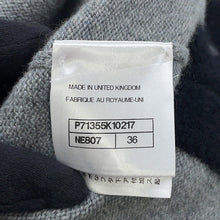 MADE IN UNITED KINGDOM
FABRIQUE AU ROYAUME-UNI
P71355K10217
NE807 36